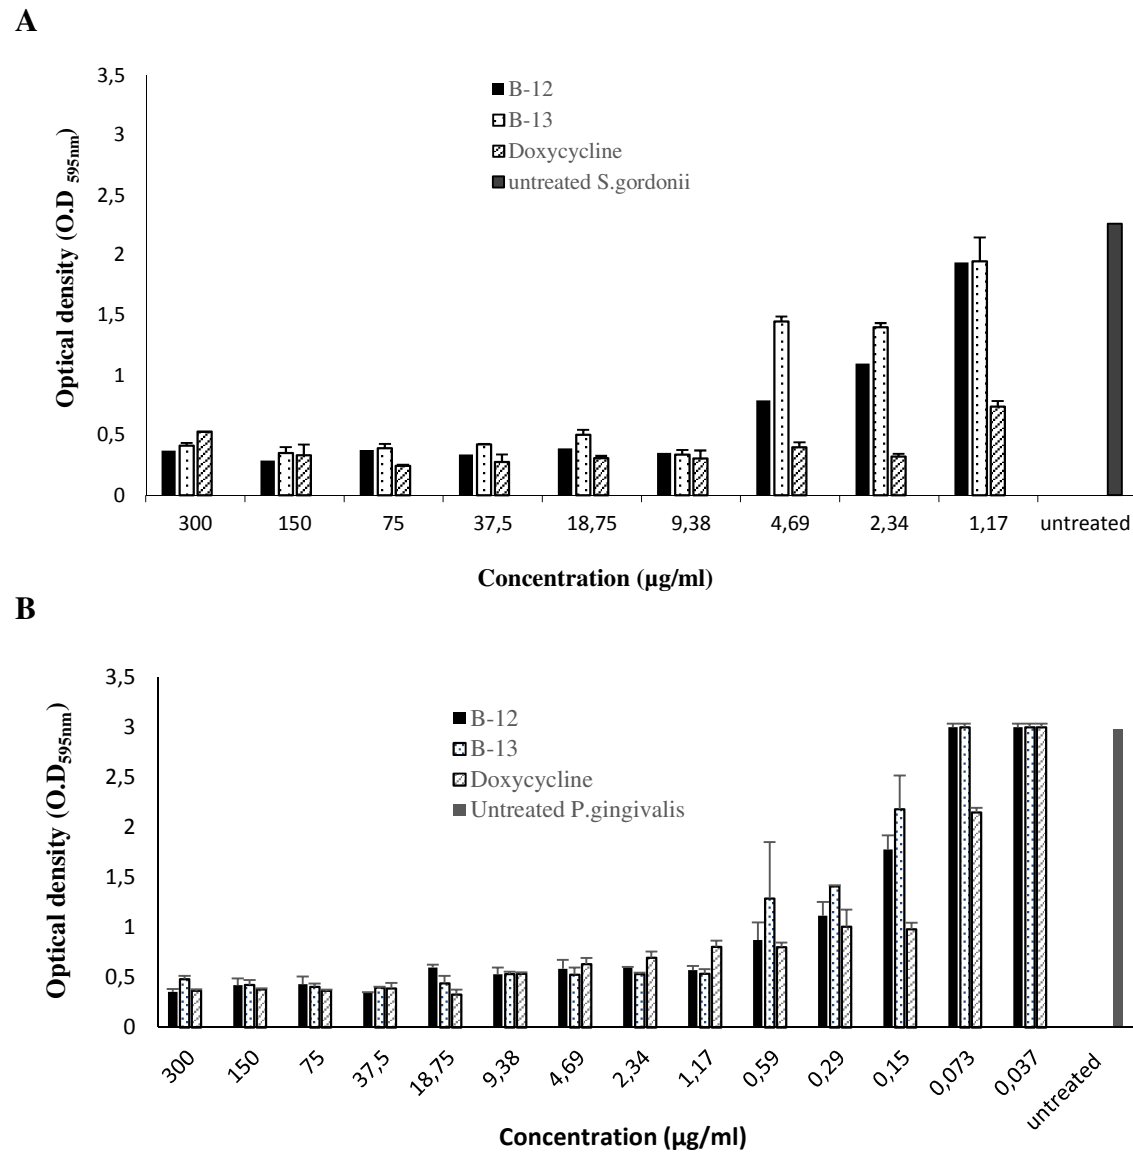 A
Optical density (O.D 595nm)
3,5
3
2,5
2
1,5
1
0,5
0
B-12
B-13
Doxycycline
untreated S.gordonii
300 150 75 37,5 18,75 9,38 4,69 2,34 1,17 untreated
Concentration (µg/ml)
B
Optical density (O.D595nm)
3,5
3
2,5
2
1,5
1
0,5
0
B-12
B-13
Doxycycline
Untreated P.gingivalis
300 150 75 37,5 18,75 9,38 4,69 2,34 1,17 0,59 0,29 0,15 0,073 0,037 untreated
Concentration (µg/ml)